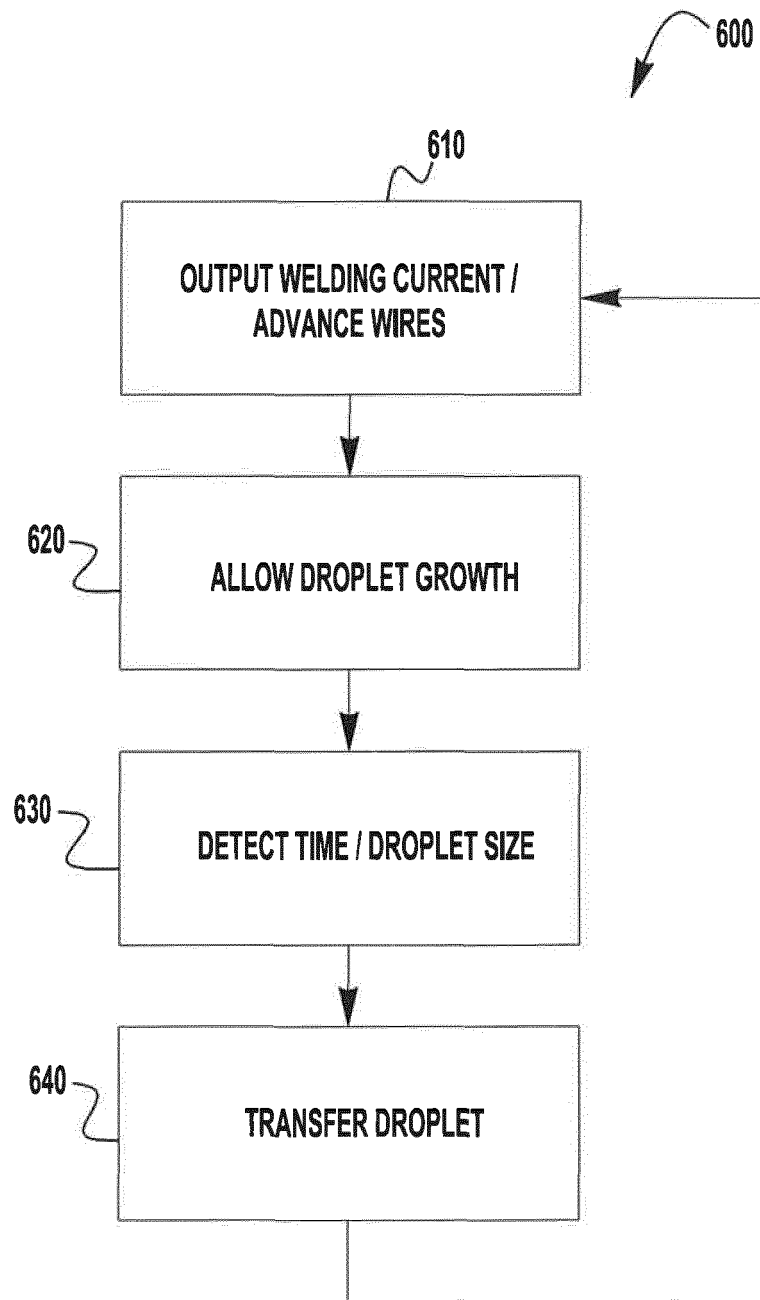 600
610
OUTPUT WELDING CURRENT /
ADVANCE WIRES
620
ALLOW DROPLET GROWTH
630
DETECT TIME / DROPLET SIZE
640
TRANSFER DROPLET